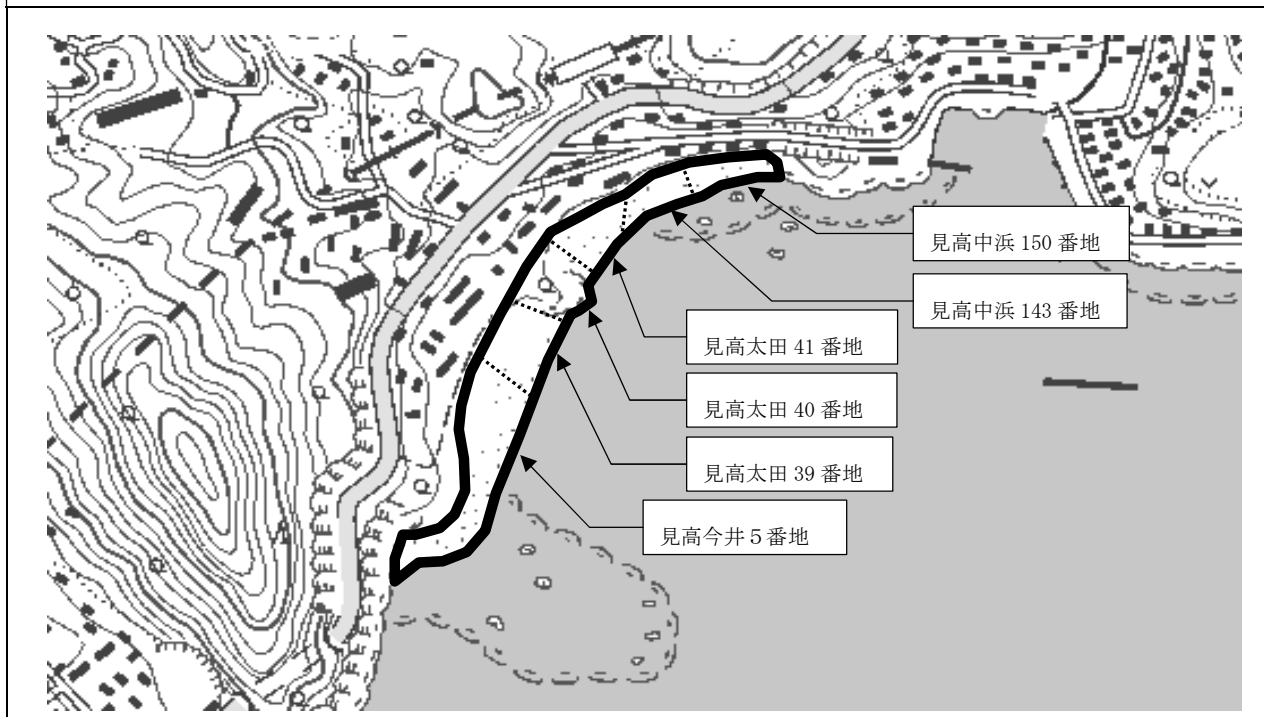 見高中浜 150 番地
見高中浜 143 番地
見高太田 41 番地
見高太田 40 番地
見高太田 39 番地
見高今井５番地